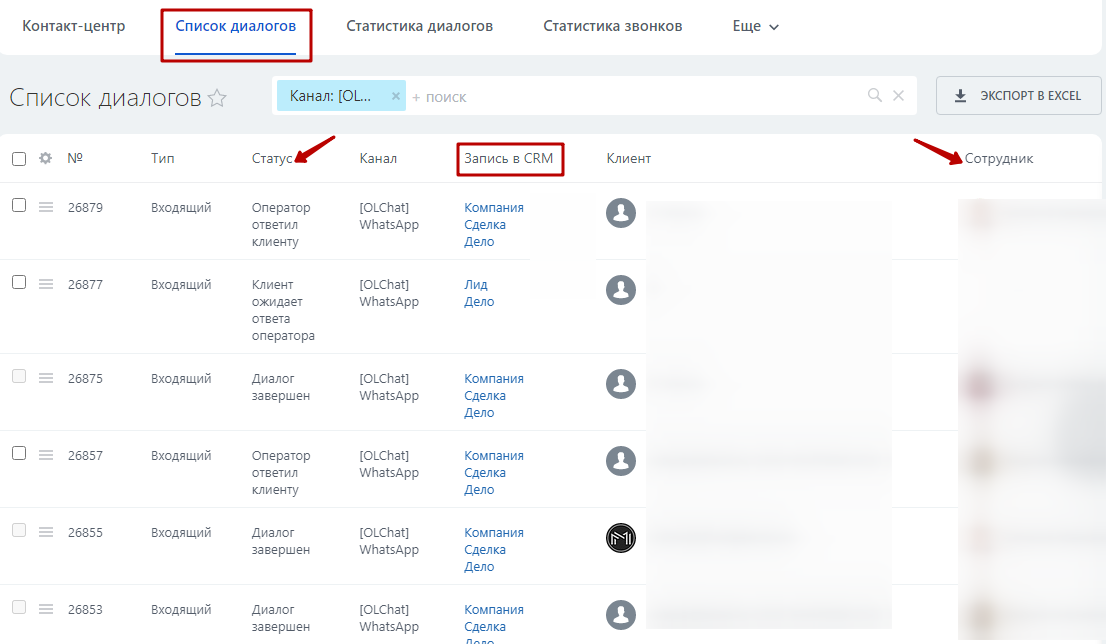 Контакт-центр Список диалогов Статистика диалогов Статистика звонков Еще
Список диалогов Канал: [OL... × + поиск ЭКСПОРТ В EXCEL
№ Тип Статус Канал Запись в CRM Клиент Сотрудник
26879 Входящий Оператор [OLChat] Компания
ответил WhatsApp Сделка
клиенту Дело
26877 Входящий Клиент [OLChat] Лид
ожидает WhatsApp Дело
ответа
оператора
26875 Входящий Диалог [OLChat] Компания
завершен WhatsApp Сделка
Дело
26857 Входящий Оператор [OLChat] Компания
ответил WhatsApp Сделка
клиенту Дело
26855 Входящий Диалог [OLChat] Компания
завершен WhatsApp Сделка
Дело
26853 Входящий Диалог [OLChat] Компания
завершен WhatsApp Сделка
Дело